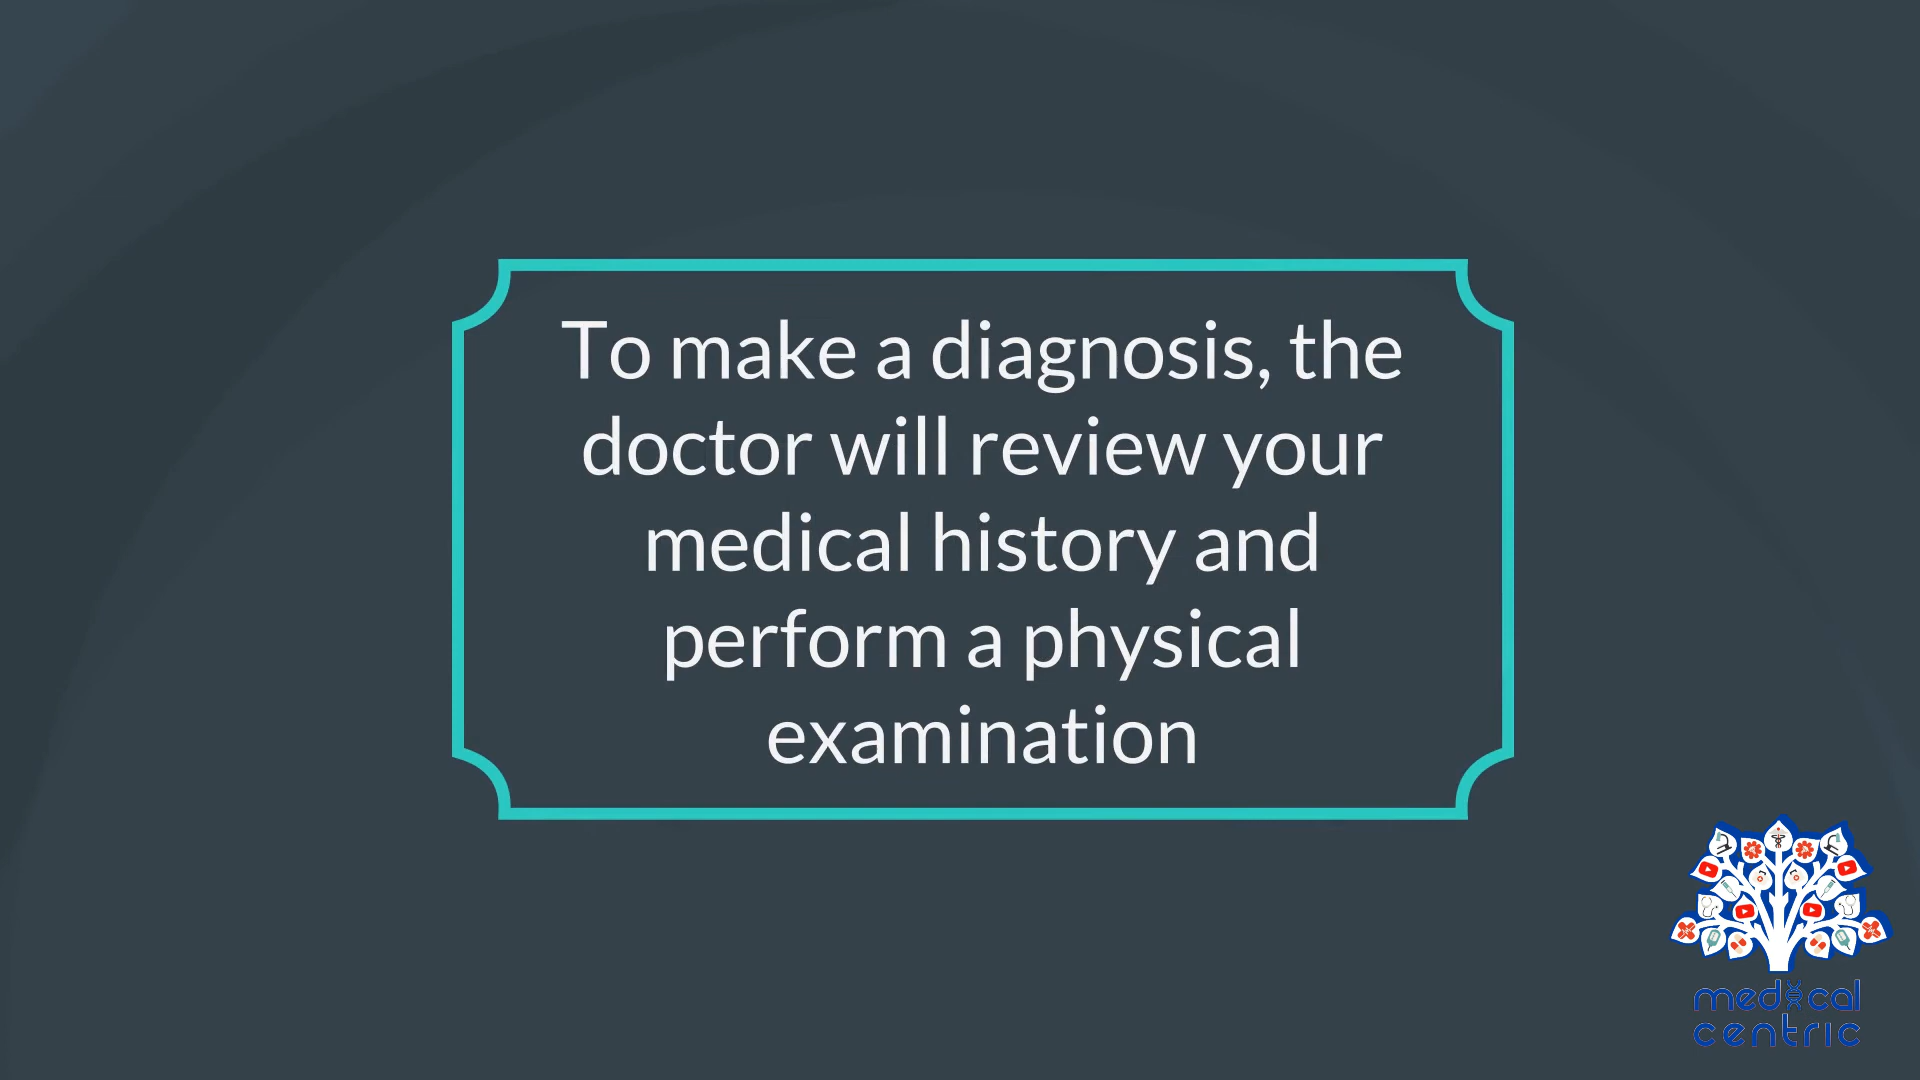 To make a diagnosis, the
doctor will review your
medical history and
perform a physical
examination
medical
centric